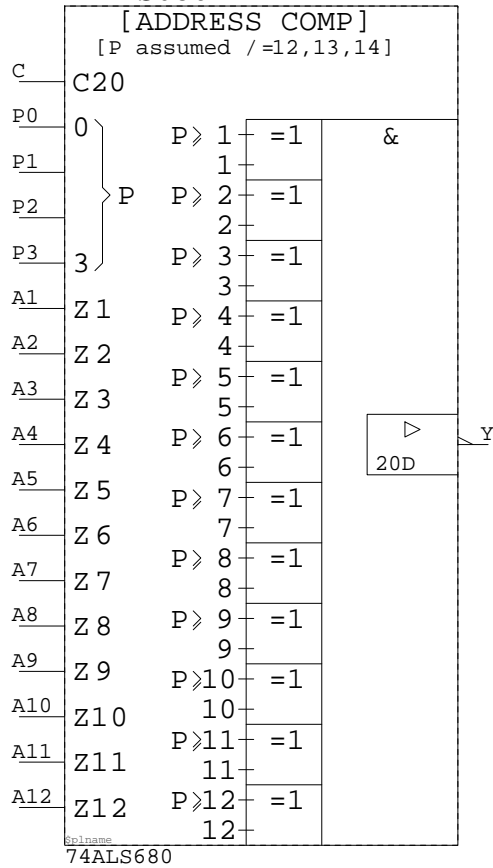 [ADDRESS COMP]
[P assumed /=12,13,14]
C C20
P0 0 P⩾ 1 =1 &
P1 1
P2 P P⩾ 2 =1
2
P3 3 P⩾ 3 =1
3
A1 Z1 P⩾ 4 =1
A2 Z2 4
A3 Z3 P⩾ 5 =1
5
A4 Z4 P⩾ 6 =1 ▷ Y
A5 Z5 6 20D
P⩾ 7 =1
A6 Z6 7
A7 Z7 P⩾ 8 =1
8
A8 Z8 P⩾ 9 =1
9
A9 Z9 P⩾10 =1
A10 Z10 10
A11 Z11 P⩾11 =1
11
A12 Z12 P⩾12 =1
$plname 12
74ALS680